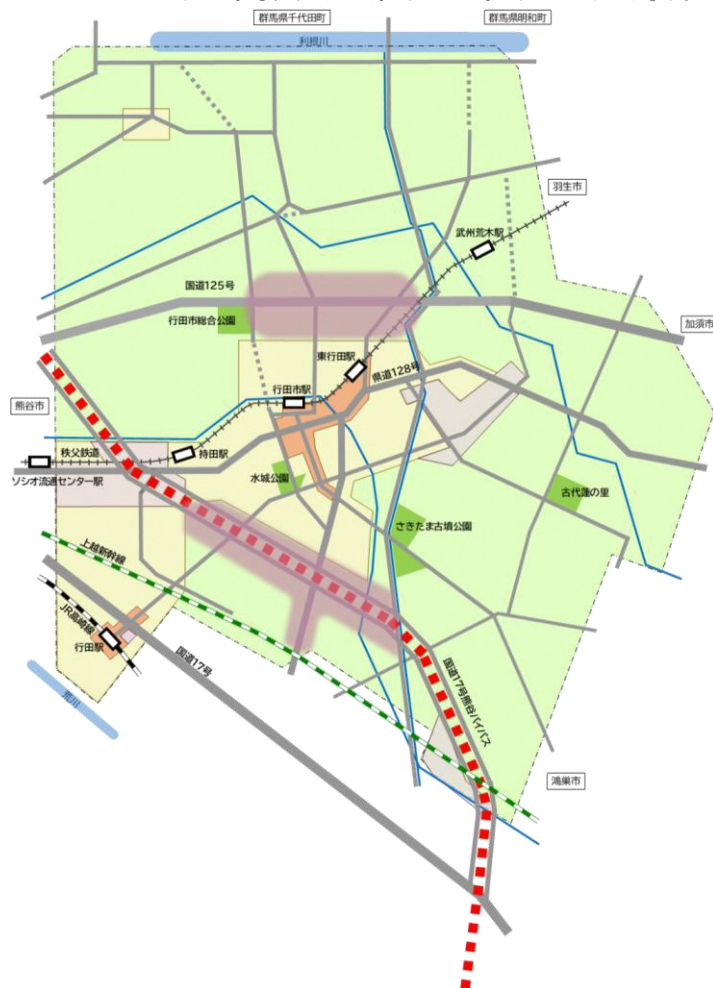 群馬県千代田町
群馬県明和町
利根川
羽生市
武州荒木駅
国道125号
行田市総合公園
加須市
東行田駅
県道128号
行田市駅
熊谷市
秩父鉄道
持田駅
ソシオ流通センター駅
水城公園
古代蓮の里
さきたま古墳公園
上越新幹線
JR高崎線
行田駅
国道17号
国道17号熊谷バイパス
荒川
鴻巣市